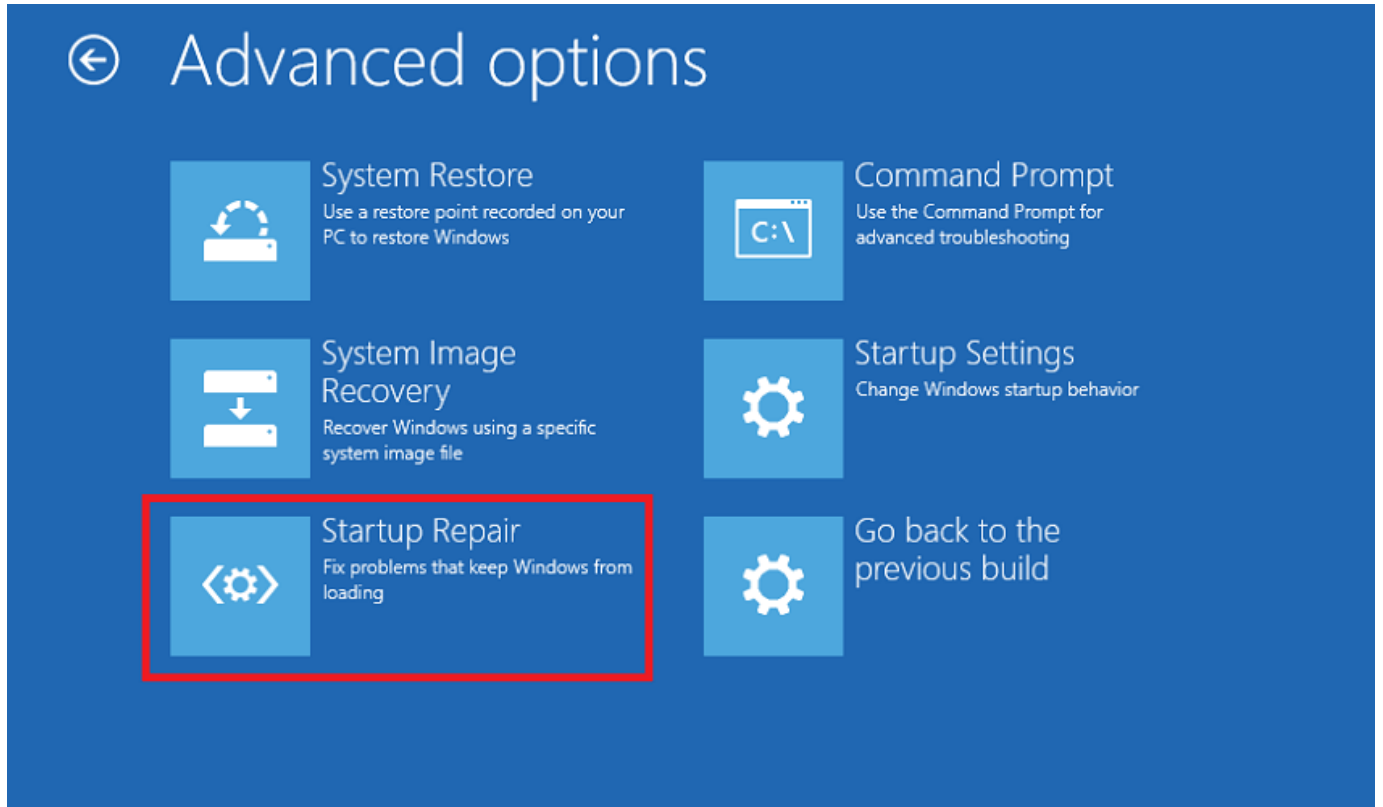 Advanced options
System Restore
Use a restore point recorded on your
PC to restore Windows
Command Prompt
Use the Command Prompt for
advanced troubleshooting
C:\
System Image
Recovery
Recover Windows using a specific
system image file
Startup Settings
Change Windows startup behavior
Startup Repair
Fix problems that keep Windows from
loading
Go back to the
previous build